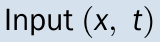 Input (x, t)